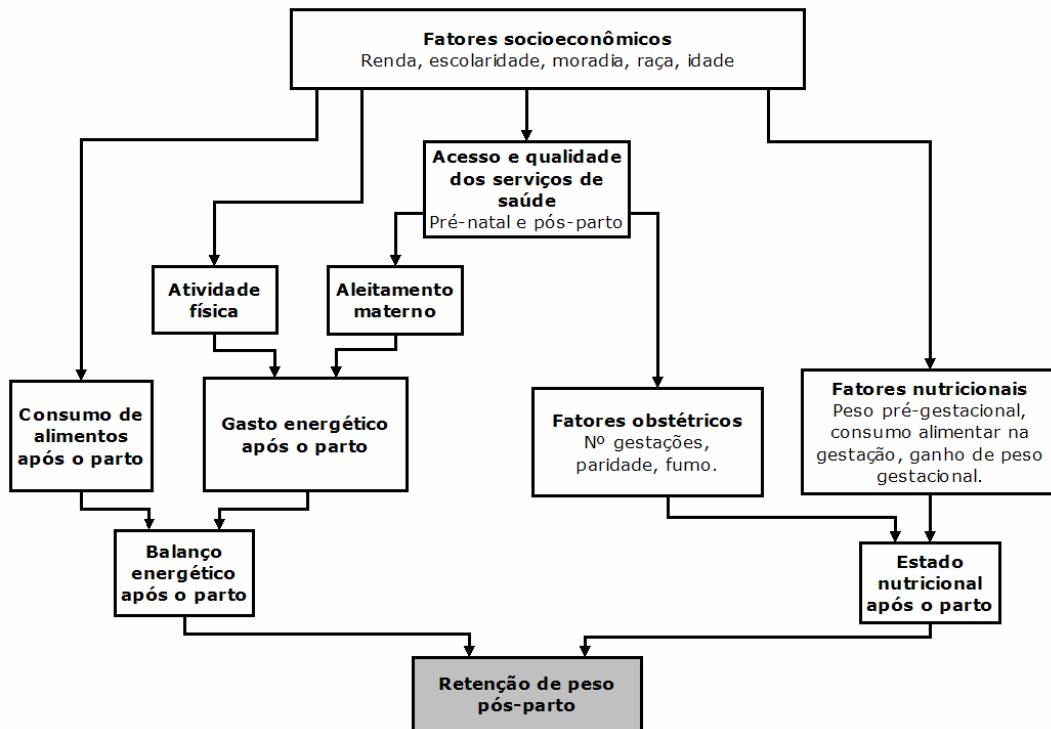 Fatores socioeconômicos
Renda, escolaridade, moradia, raça, idade
Acesso e qualidade
dos serviços de
saúde
Pré-natal e pós-parto
Atividade
física
Aleitamento
materno
Consumo de
alimentos
após o parto
Gasto energético
após o parto
Fatores obstétricos
Nº gestações,
paridade, fumo.
Fatores nutricionais
Peso pré-gestacional,
consumo alimentar na
gestação, ganho de peso
gestacional.
Balanço
energético
após o parto
Estado
nutricional
após o parto
Retenção de peso
pós-parto